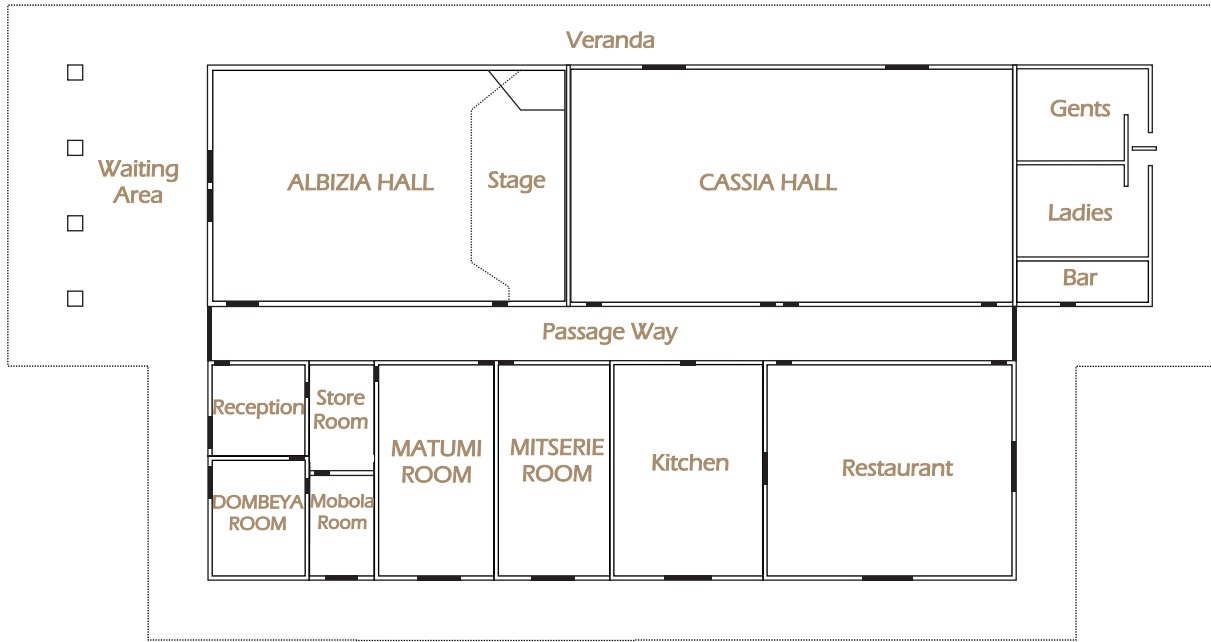 Veranda
Waiting
Area
ALBIZIA HALL
Stage
CASSIA HALL
Gents
Ladies
Bar
Passage Way
Reception
Store
Room
MATUMI
ROOM
MITSERIE
ROOM
Kitchen
Restaurant
DOMBEYA
ROOM
Mobola
Room